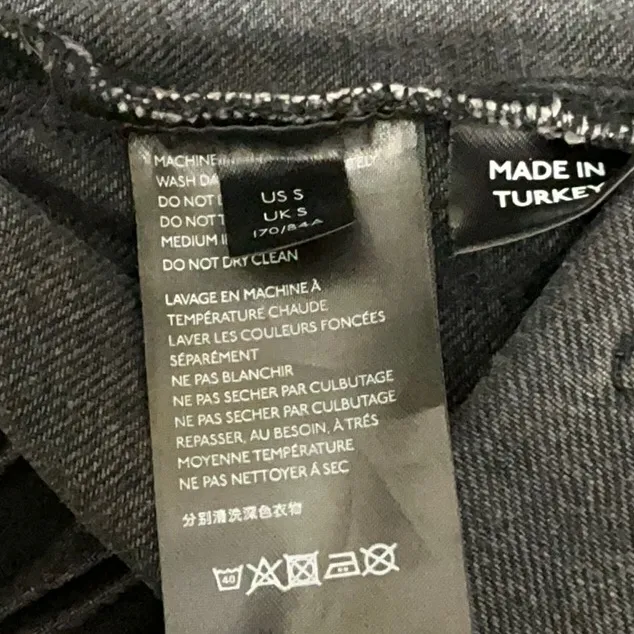 MACHINE
WASH DA
DO NOT
DO NOT
MEDIUM
DO NOT DRY CLEAN
US S
UK S
170/84A
MADE IN
TURKEY
LAVAGE EN MACHINE À
TEMPÉRATURE CHAUDE
LAVER LES COULEURS FONCÉES
SÉPARÉMENT
NE PAS BLANCHIR
NE PAS SECHER PAR CULBUTAGE
NE PAS SECHER PAR CULBUTAGE
REPASSER, AU BESOIN, À TRÉS
MOYENNE TEMPÉRATURE
NE PAS NETTOYER Á SEC
分别清洗深色衣物
40